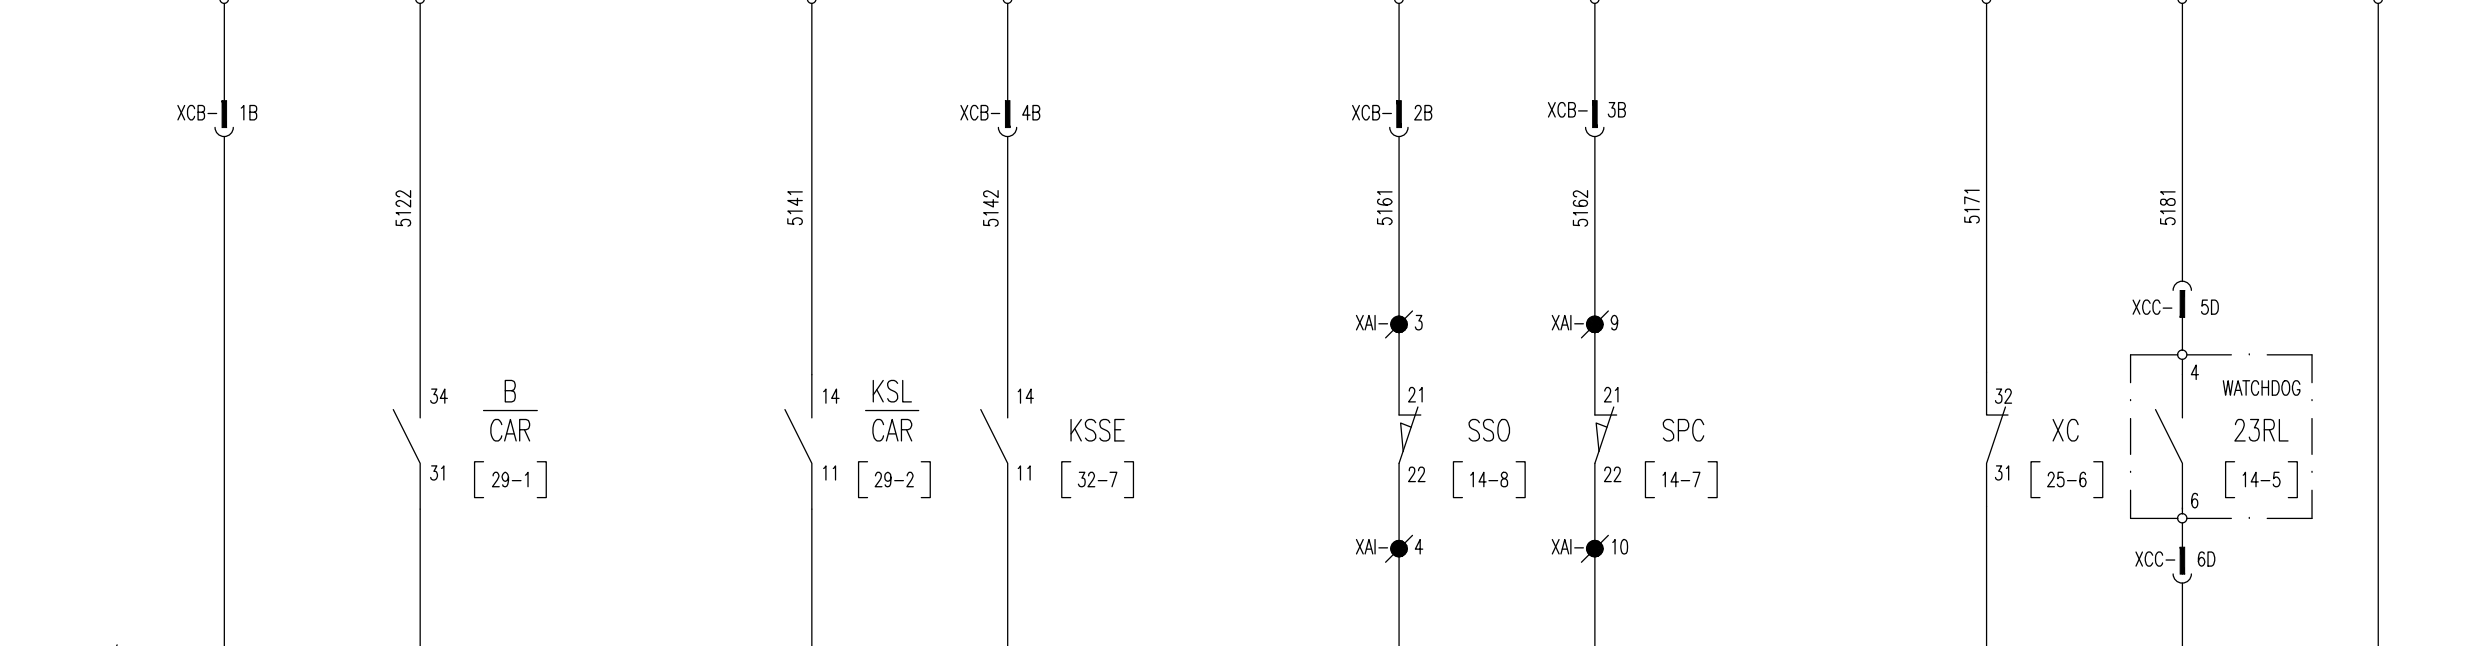 XCB- 1B
XCB- 4B
XCB- 2B
XCB- 3B
5122
5141
5142
5161
5162
5171
5181
XCC- 5D
XAI- 3
XAI- 9
4
WATCHDOG
34
B
CAR
31
[29-1]
14
KSL
CAR
11
[29-2]
14
KSSE
11
[32-7]
21
SSO
22
[14-8]
21
SPC
22
[14-7]
32
XC
31
[25-6]
23RL
[14-5]
6
XAI- 4
XAI- 10
XCC- 6D